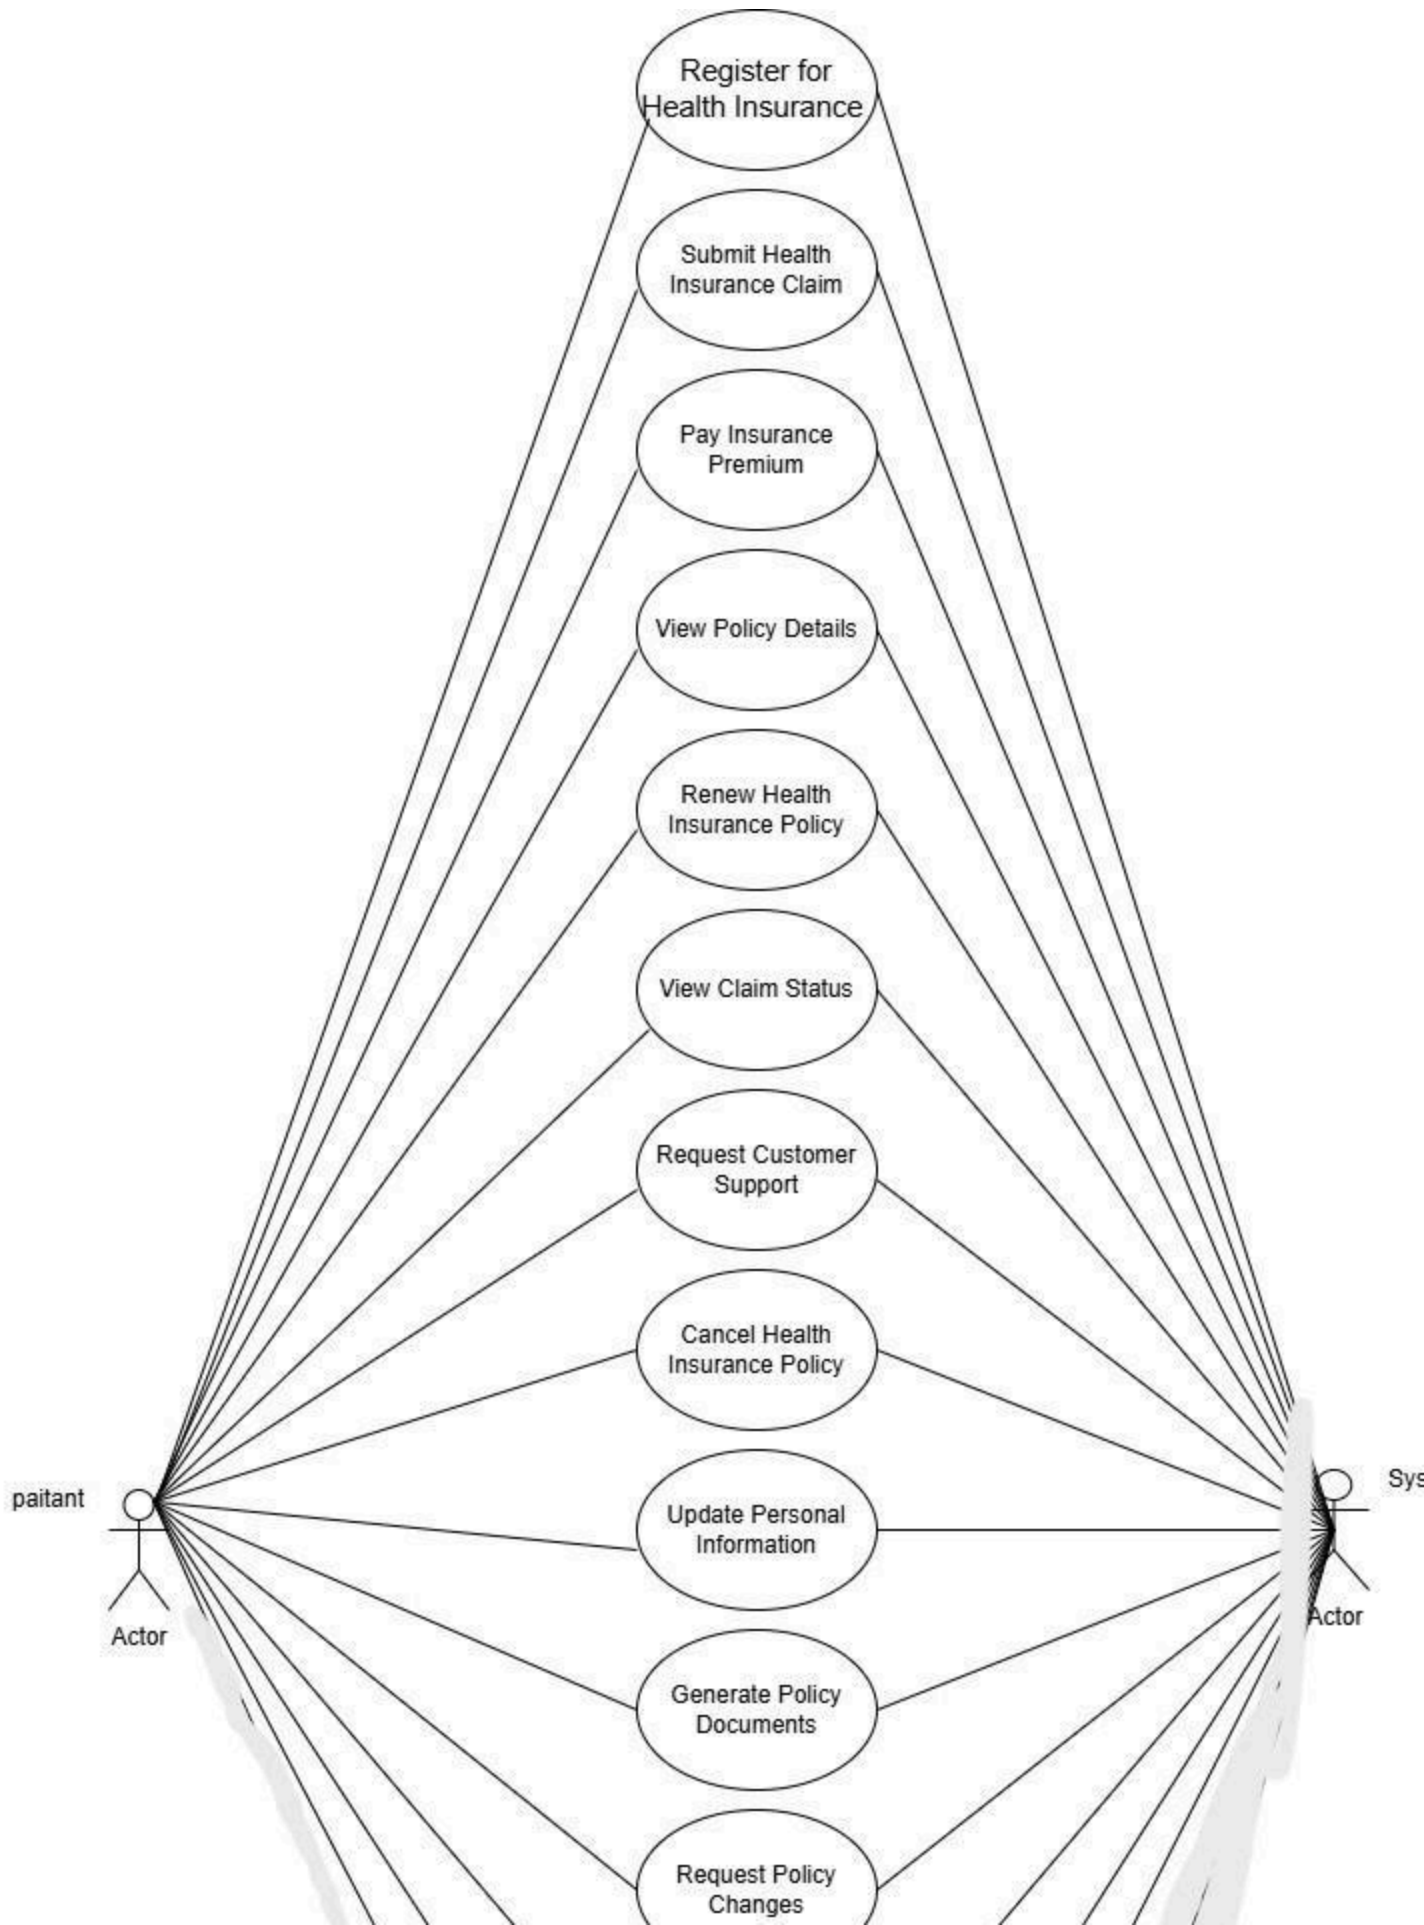 Register for
Health Insurance
Submit Health
Insurance Claim
Pay Insurance
Premium
View Policy Details
Renew Health
Insurance Policy
View Claim Status
Request Customer
Support
Cancel Health
Insurance Policy
paitant
Actor
Sys
Actor
Update Personal
Information
Generate Policy
Documents
Request Policy
Changes